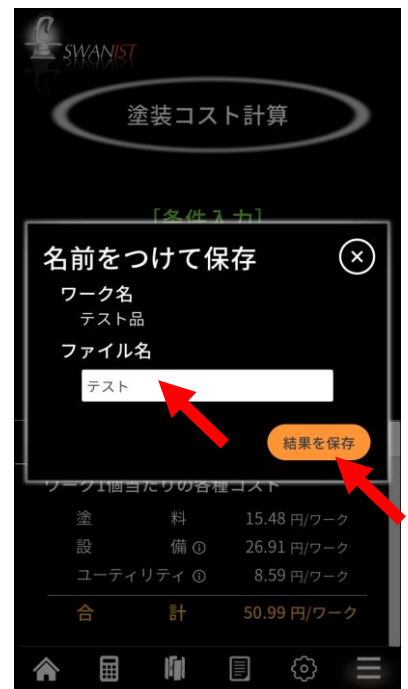 SWANIST
塗装コスト計算
[条件入力]
名前をつけて保存
ワーク名
テスト品
ファイル名
テスト
結果を保存
ワーク1個当たりの各種コスト
塗 料 15.48 円/ワーク
設 備 26.91 円/ワーク
ユーティリティ 8.59 円/ワーク
合 計 50.99 円/ワーク